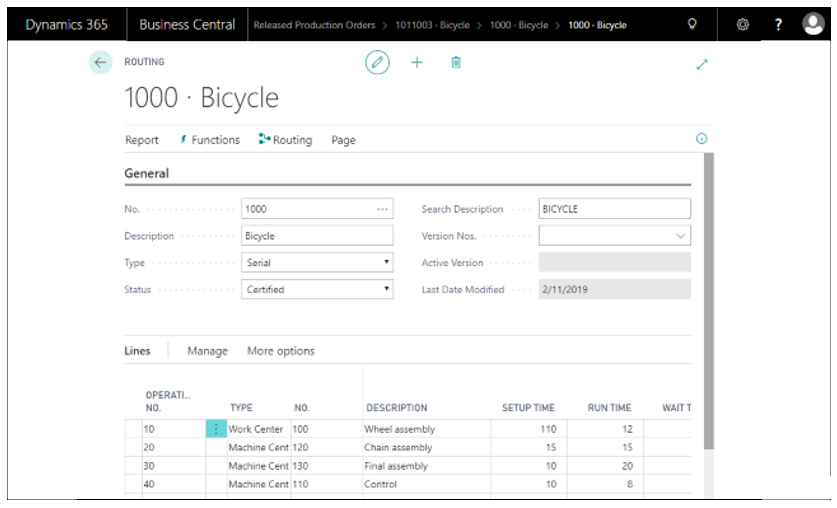 Dynamics 365 Business Central Released Production Orders > 1011003 · Bicycle > 1000 · Bicycle > 1000 · Bicycle ?
ROUTING
1000 · Bicycle
Report Functions Routing Page
General
No. 1000 ··· Search Description BICYCLE
Description Bicycle Version Nos.
Type Serial Active Version
Status Certified Last Date Modified 2/11/2019
Lines Manage More options
OPERATI...
NO. TYPE NO. DESCRIPTION SETUP TIME RUN TIME WAIT T
10 Work Center 100 Wheel assembly 110 12
20 Machine Cent 120 Chain assembly 15 15
30 Machine Cent 130 Final assembly 10 20
40 Machine Cent 110 Control 10 8